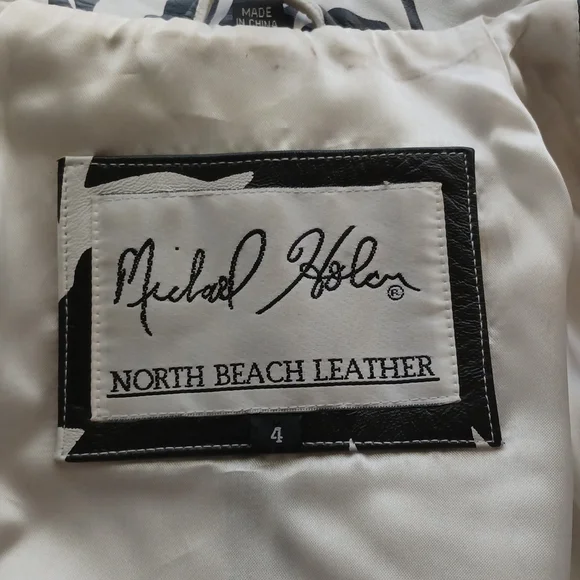 MADE
IN CHINA
Michael Hoban ®
NORTH BEACH LEATHER
4